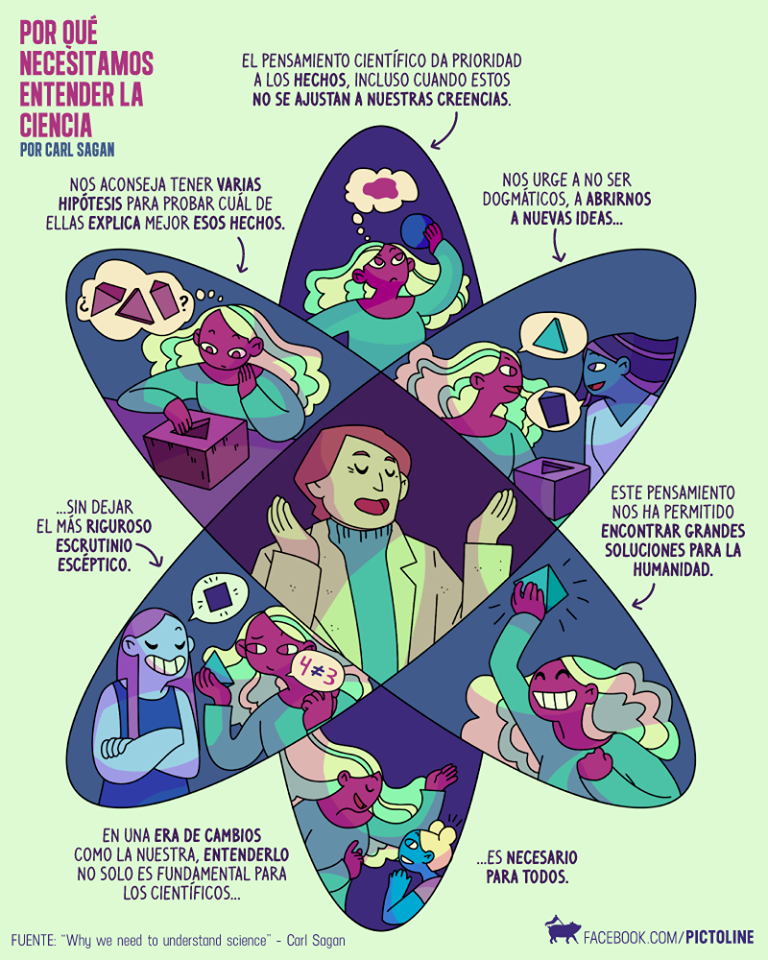 POR QUÉ
NECESITAMOS
ENTENDER LA
CIENCIA
POR CARL SAGAN
EL PENSAMIENTO CIENTÍFICO DA PRIORIDAD
A LOS HECHOS, INCLUSO CUANDO ESTOS
NO SE AJUSTAN A NUESTRAS CREENCIAS.
NOS ACONSEJA TENER VARIAS
HIPÓTESIS PARA PROBAR CUÁL DE
ELLAS EXPLICA MEJOR ESOS HECHOS.
¿ ?
NOS URGE A NO SER
DOGMÁTICOS, A ABRIRNOS
A NUEVAS IDEAS...
...SIN DEJAR
EL MÁS RIGUROSO
ESCRUTINIO
ESCÉPTICO.
4≠3
ESTE PENSAMIENTO
NOS HA PERMITIDO
ENCONTRAR GRANDES
SOLUCIONES PARA LA
HUMANIDAD.
EN UNA ERA DE CAMBIOS
COMO LA NUESTRA, ENTENDERLO
NO SOLO ES FUNDAMENTAL PARA
LOS CIENTÍFICOS...
...ES NECESARIO
PARA TODOS.
FUENTE: "Why we need to understand science" - Carl Sagan
FACEBOOK.COM/PICTOLINE